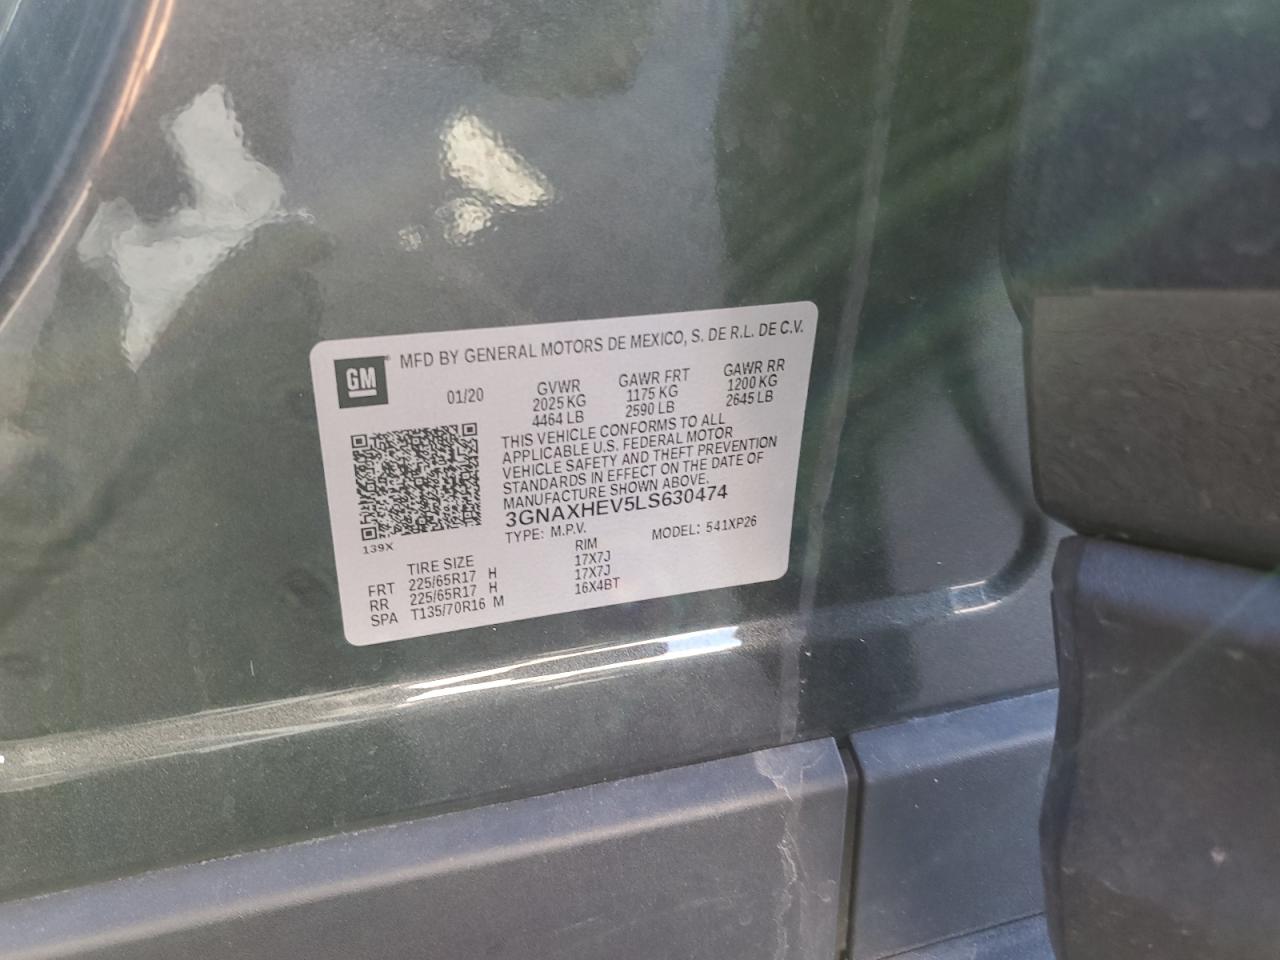 GM
MFD BY GENERAL MOTORS DE MEXICO, S. DE R.L. DE C.V.
01/20 GVWR GAWR FRT GAWR RR
2025 KG 1175 KG 1200 KG
4464 LB 2590 LB 2645 LB
THIS VEHICLE CONFORMS TO ALL
APPLICABLE U.S. FEDERAL MOTOR
VEHICLE SAFETY AND THEFT PREVENTION
STANDARDS IN EFFECT ON THE DATE OF
MANUFACTURE SHOWN ABOVE.
3GNAXHEV5LS630474
TYPE: M.P.V. MODEL: 541XP26
139X
TIRE SIZE RIM
FRT 225/65R17 H 17X7J
RR 225/65R17 H 17X7J
SPA T135/70R16 M 16X4BT